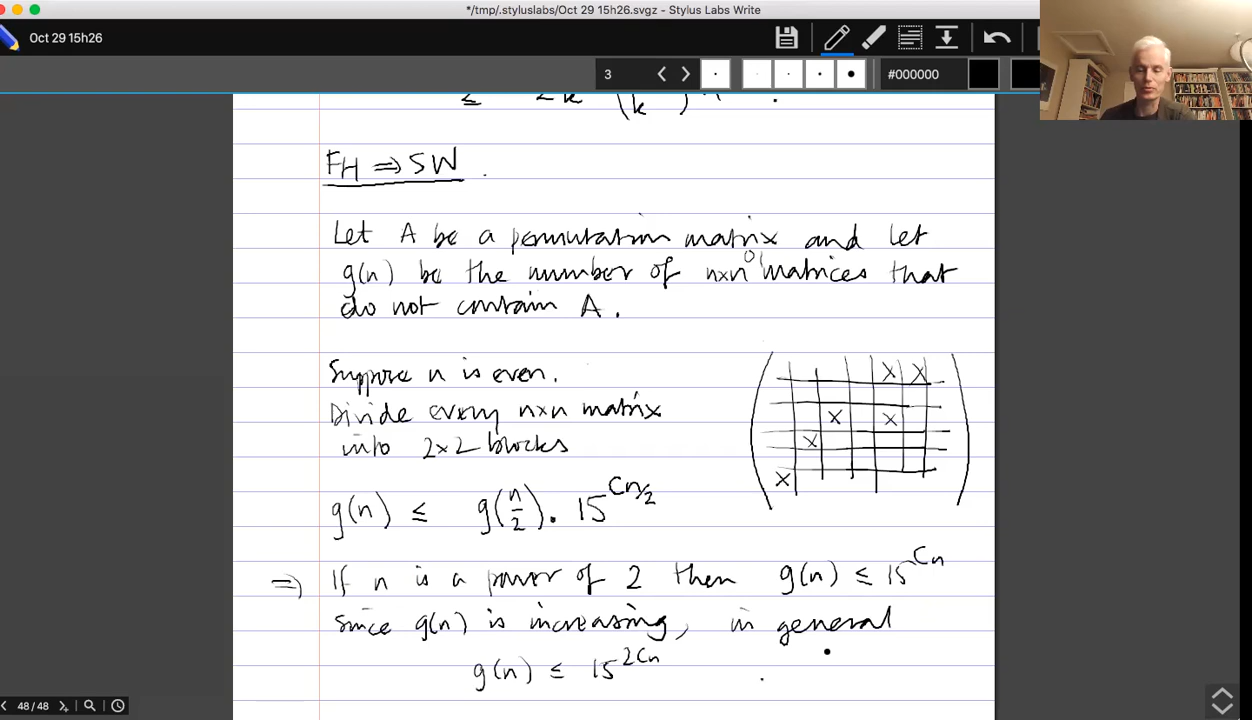 */tmp/.styluslabs/Oct 29 15h26.svgz - Stylus Labs Write
Oct 29 15h26
3
#000000
FH ⇒ SW.
Let A be a permutation matrix and let
g(n) be the number of n×n 01 matrices that
do not contain A.
Suppose n is even.
Divide every n×n matrix
into 2×2 blocks
g(n) ≤ g(n/2). 15^{Cn/2}
⇒ If n is a power of 2 then g(n) ≤ 15^{Cn}
since g(n) is increasing, in general
g(n) ≤ 15^{2Cn}.
X X
X X
X
X
48/48